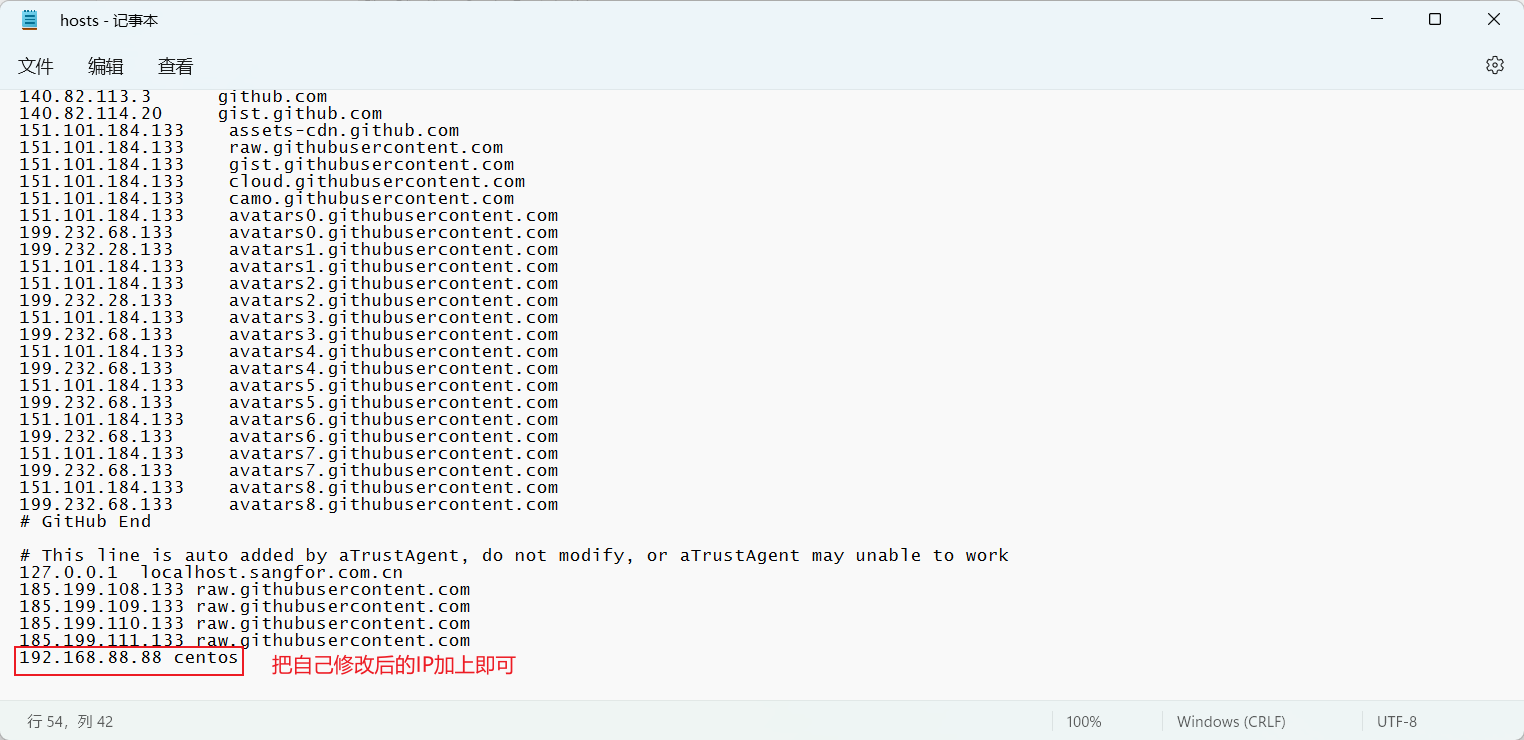 hosts - 记事本
文件 编辑 查看
140.82.113.3 github.com
140.82.114.20 gist.github.com
151.101.184.133 assets-cdn.github.com
151.101.184.133 raw.githubusercontent.com
151.101.184.133 gist.githubusercontent.com
151.101.184.133 cloud.githubusercontent.com
151.101.184.133 camo.githubusercontent.com
151.101.184.133 avatars0.githubusercontent.com
199.232.68.133 avatars0.githubusercontent.com
199.232.28.133 avatars1.githubusercontent.com
151.101.184.133 avatars1.githubusercontent.com
151.101.184.133 avatars2.githubusercontent.com
199.232.28.133 avatars2.githubusercontent.com
151.101.184.133 avatars3.githubusercontent.com
199.232.68.133 avatars3.githubusercontent.com
151.101.184.133 avatars4.githubusercontent.com
199.232.68.133 avatars4.githubusercontent.com
151.101.184.133 avatars5.githubusercontent.com
199.232.68.133 avatars5.githubusercontent.com
151.101.184.133 avatars6.githubusercontent.com
199.232.68.133 avatars6.githubusercontent.com
151.101.184.133 avatars7.githubusercontent.com
199.232.68.133 avatars7.githubusercontent.com
151.101.184.133 avatars8.githubusercontent.com
199.232.68.133 avatars8.githubusercontent.com
# GitHub End
# This line is auto added by aTrustAgent, do not modify, or aTrustAgent may unable to work
127.0.0.1 localhost.sangfor.com.cn
185.199.108.133 raw.githubusercontent.com
185.199.109.133 raw.githubusercontent.com
185.199.110.133 raw.githubusercontent.com
185.199.111.133 raw.githubusercontent.com
192.168.88.88 centos 把自己修改后的IP加上即可
行 54，列 42 100% Windows (CRLF) UTF-8